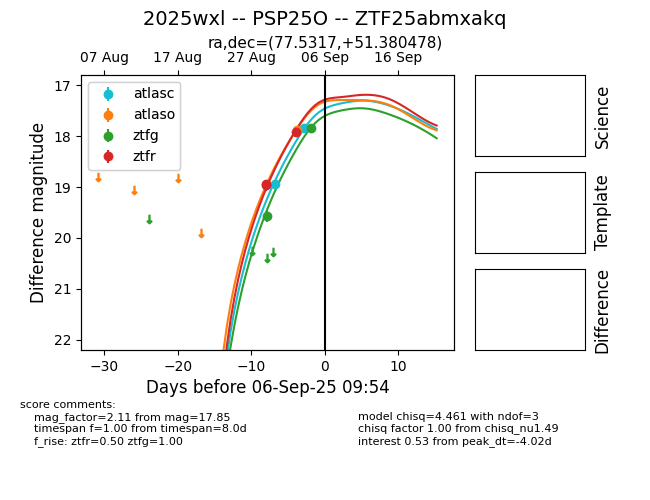 2025wxl -- PSP25O -- ZTF25abmxakq
ra,dec=(77.5317,+51.380478)
07 Aug 17 Aug 27 Aug 06 Sep 16 Sep
17
18
19
20
21
22
Difference magnitude
atlasc
atlaso
ztfg
ztfr
−30 −20 −10 0 10
Days before 06-Sep-25 09:54
Science
Template
Difference
score comments:
mag_factor=2.11 from mag=17.85
timespan f=1.00 from timespan=8.0d
f_rise: ztfr=0.50 ztfg=1.00
model chisq=4.461 with ndof=3
chisq factor 1.00 from chisq_nu1.49
interest 0.53 from peak_dt=-4.02d